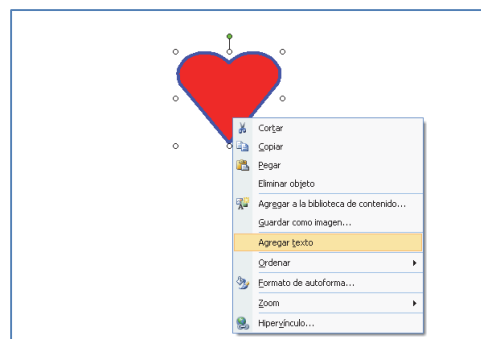 Cortar
Copiar
Pegar
Eliminar objeto
Agregar a la biblioteca de contenido...
Guardar como imagen...
Agregar texto
Ordenar
Formato de autoforma...
Zoom
Hipervínculo...